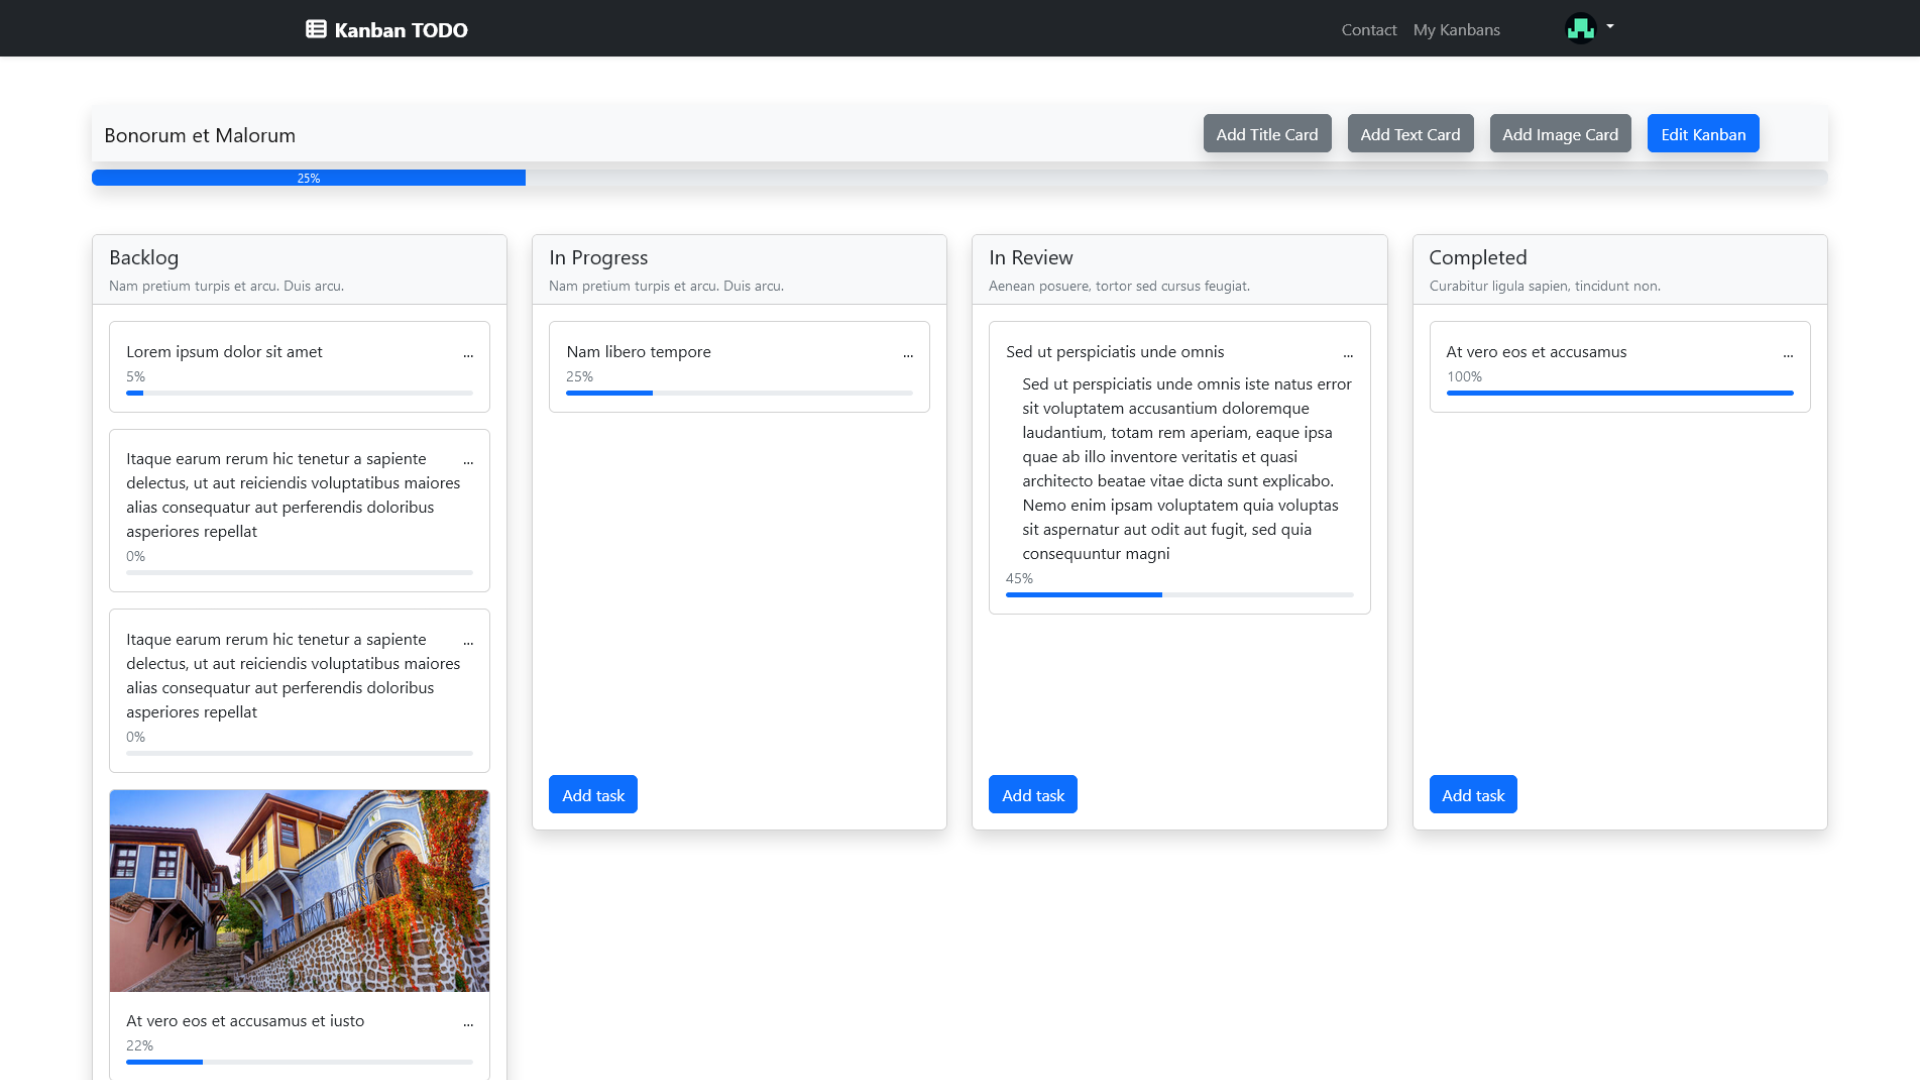 Kanban TODO
Contact
My Kanbans
Bonorum et Malorum
Add Title Card
Add Text Card
Add Image Card
Edit Kanban
25%
Backlog
Nam pretium turpis et arcu. Duis arcu.
Lorem ipsum dolor sit amet
...
5%
Itaque earum rerum hic tenetur a sapiente
...
delectus, ut aut reiciendis voluptatibus maiores
alias consequatur aut perferendis doloribus
asperiores repellat
0%
Itaque earum rerum hic tenetur a sapiente
...
delectus, ut aut reiciendis voluptatibus maiores
alias consequatur aut perferendis doloribus
asperiores repellat
0%
At vero eos et accusamus et iusto
...
22%
In Progress
Nam pretium turpis et arcu. Duis arcu.
Nam libero tempore
...
25%
Add task
In Review
Aenean posuere, tortor sed cursus feugiat.
Sed ut perspiciatis unde omnis
...
Sed ut perspiciatis unde omnis iste natus error
sit voluptatem accusantium doloremque
laudantium, totam rem aperiam, eaque ipsa
quae ab illo inventore veritatis et quasi
architecto beatae vitae dicta sunt explicabo.
Nemo enim ipsam voluptatem quia voluptas
sit aspernatur aut odit aut fugit, sed quia
consequuntur magni
45%
Add task
Completed
Curabitur ligula sapien, tincidunt non.
At vero eos et accusamus
...
100%
Add task